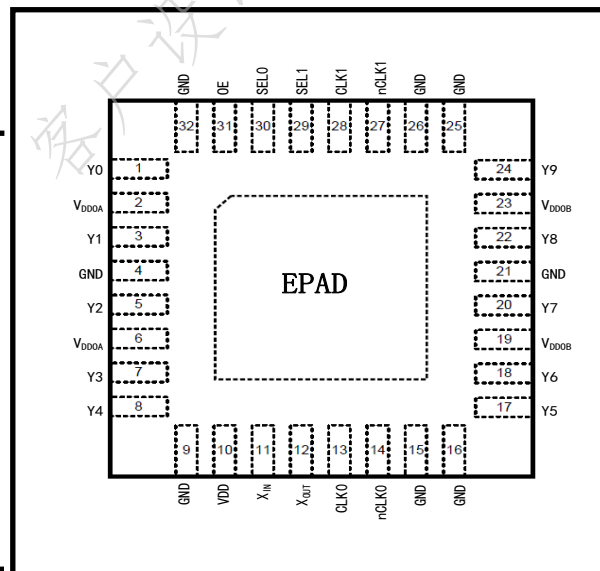 客户设
GND OE SEL0 SEL1 CLK1 nCLK1 GND GND
32 31 30 29 28 27 26 25
Y0 1 24 Y9
VDDOA 2 23 VDDOB
Y1 3 22 Y8
GND 4 21 GND
EPAD
Y2 5 20 Y7
VDDOA 6 19 VDDOB
Y3 7 18 Y6
Y4 8 17 Y5
9 10 11 12 13 14 15 16
GND VDD XIN XOUT CLK0 nCLK0 GND GND